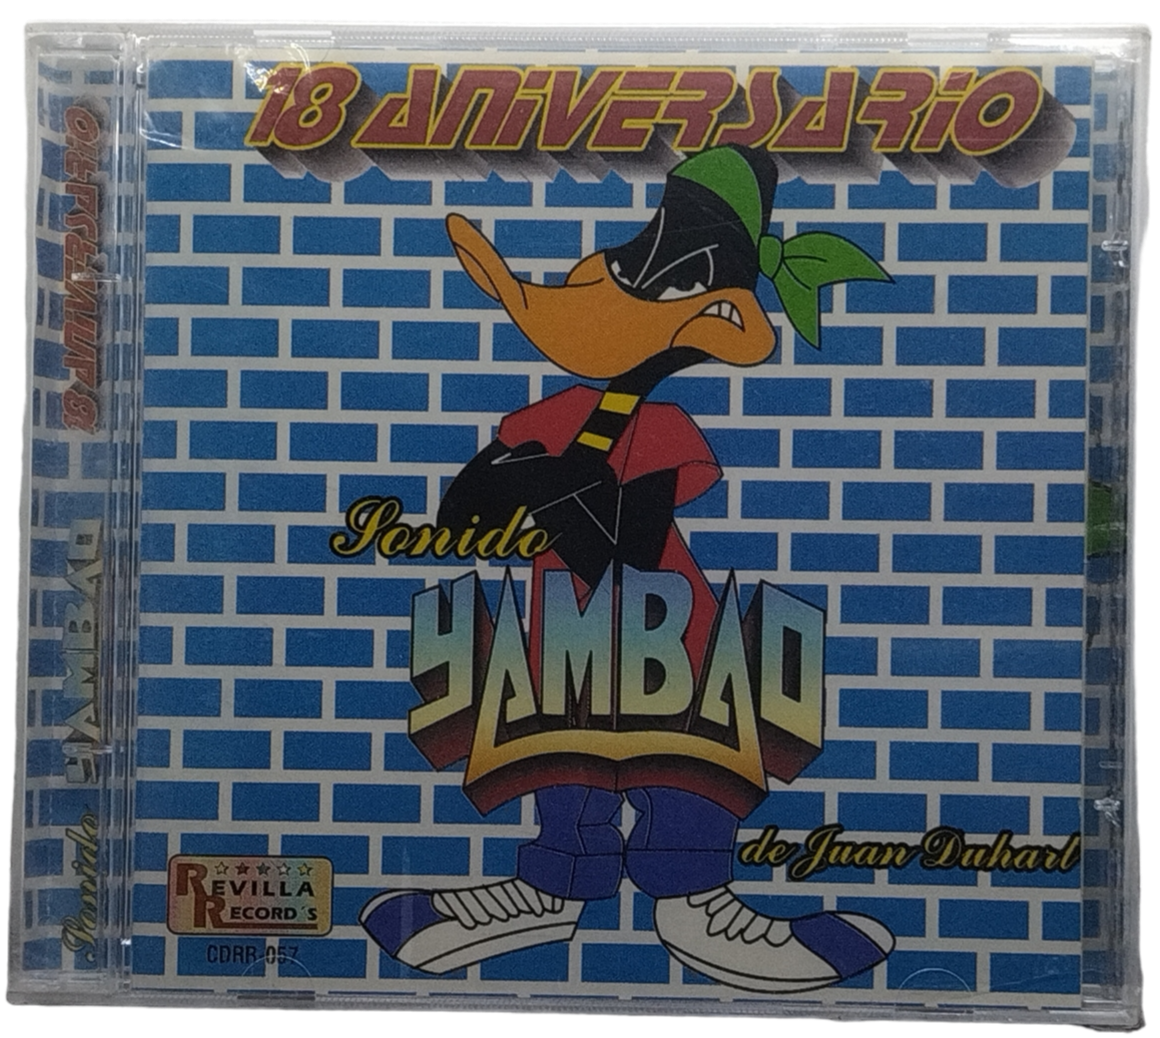 18 ANIVERSARIO
Sonido
YAMBAO
de Juan Duhart
REVILLA
RECORD´S
CDRR-057
Sonido YAMBAO 18 ANIVERSARIO